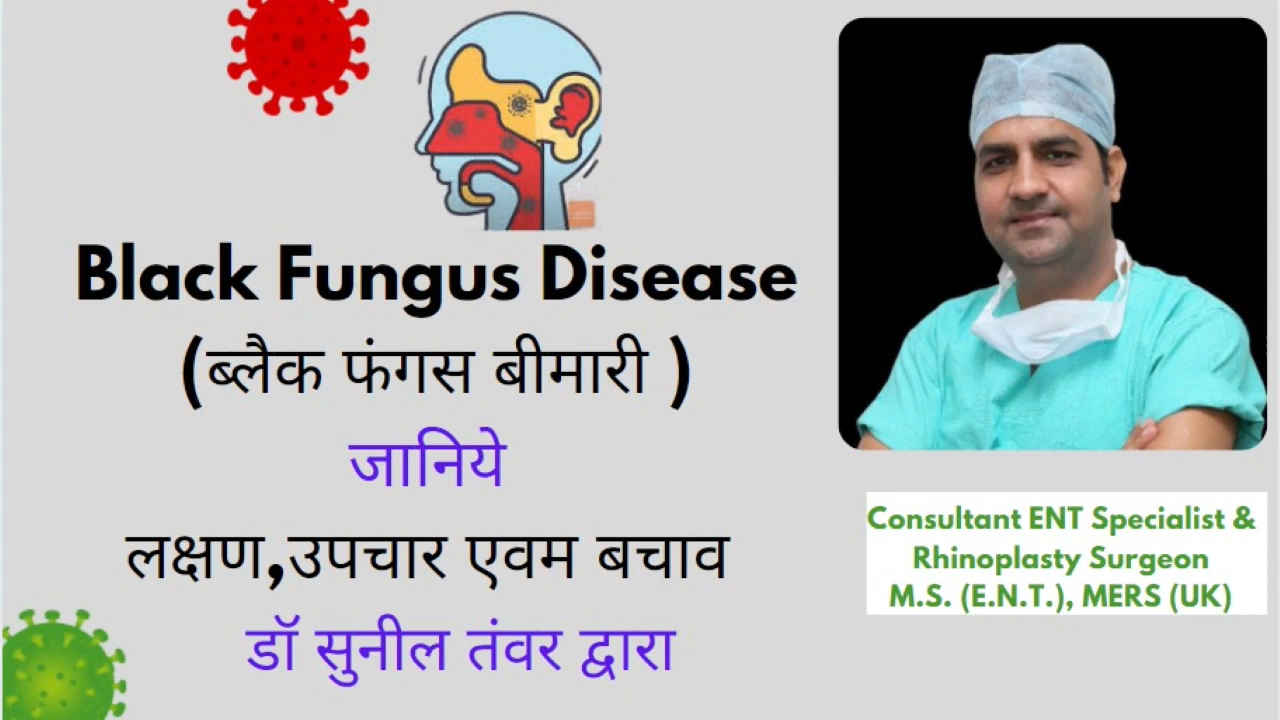 Black Fungus Disease
(ब्लैक फंगस बीमारी )
जानिये
लक्षण,उपचार एवम बचाव
डॉ सुनील तंवर द्वारा
Consultant ENT Specialist &
Rhinoplasty Surgeon
M.S. (E.N.T.), MERS (UK)